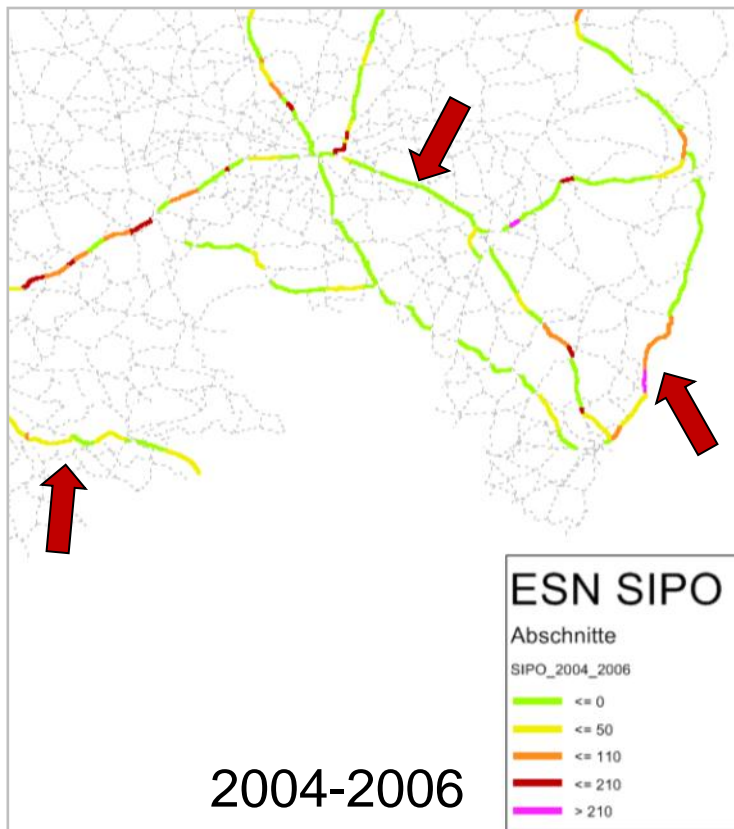 ESN SIPO
Abschnitte
SIPO_2004_2006
<= 0
<= 50
<= 110
<= 210
> 210
2004-2006